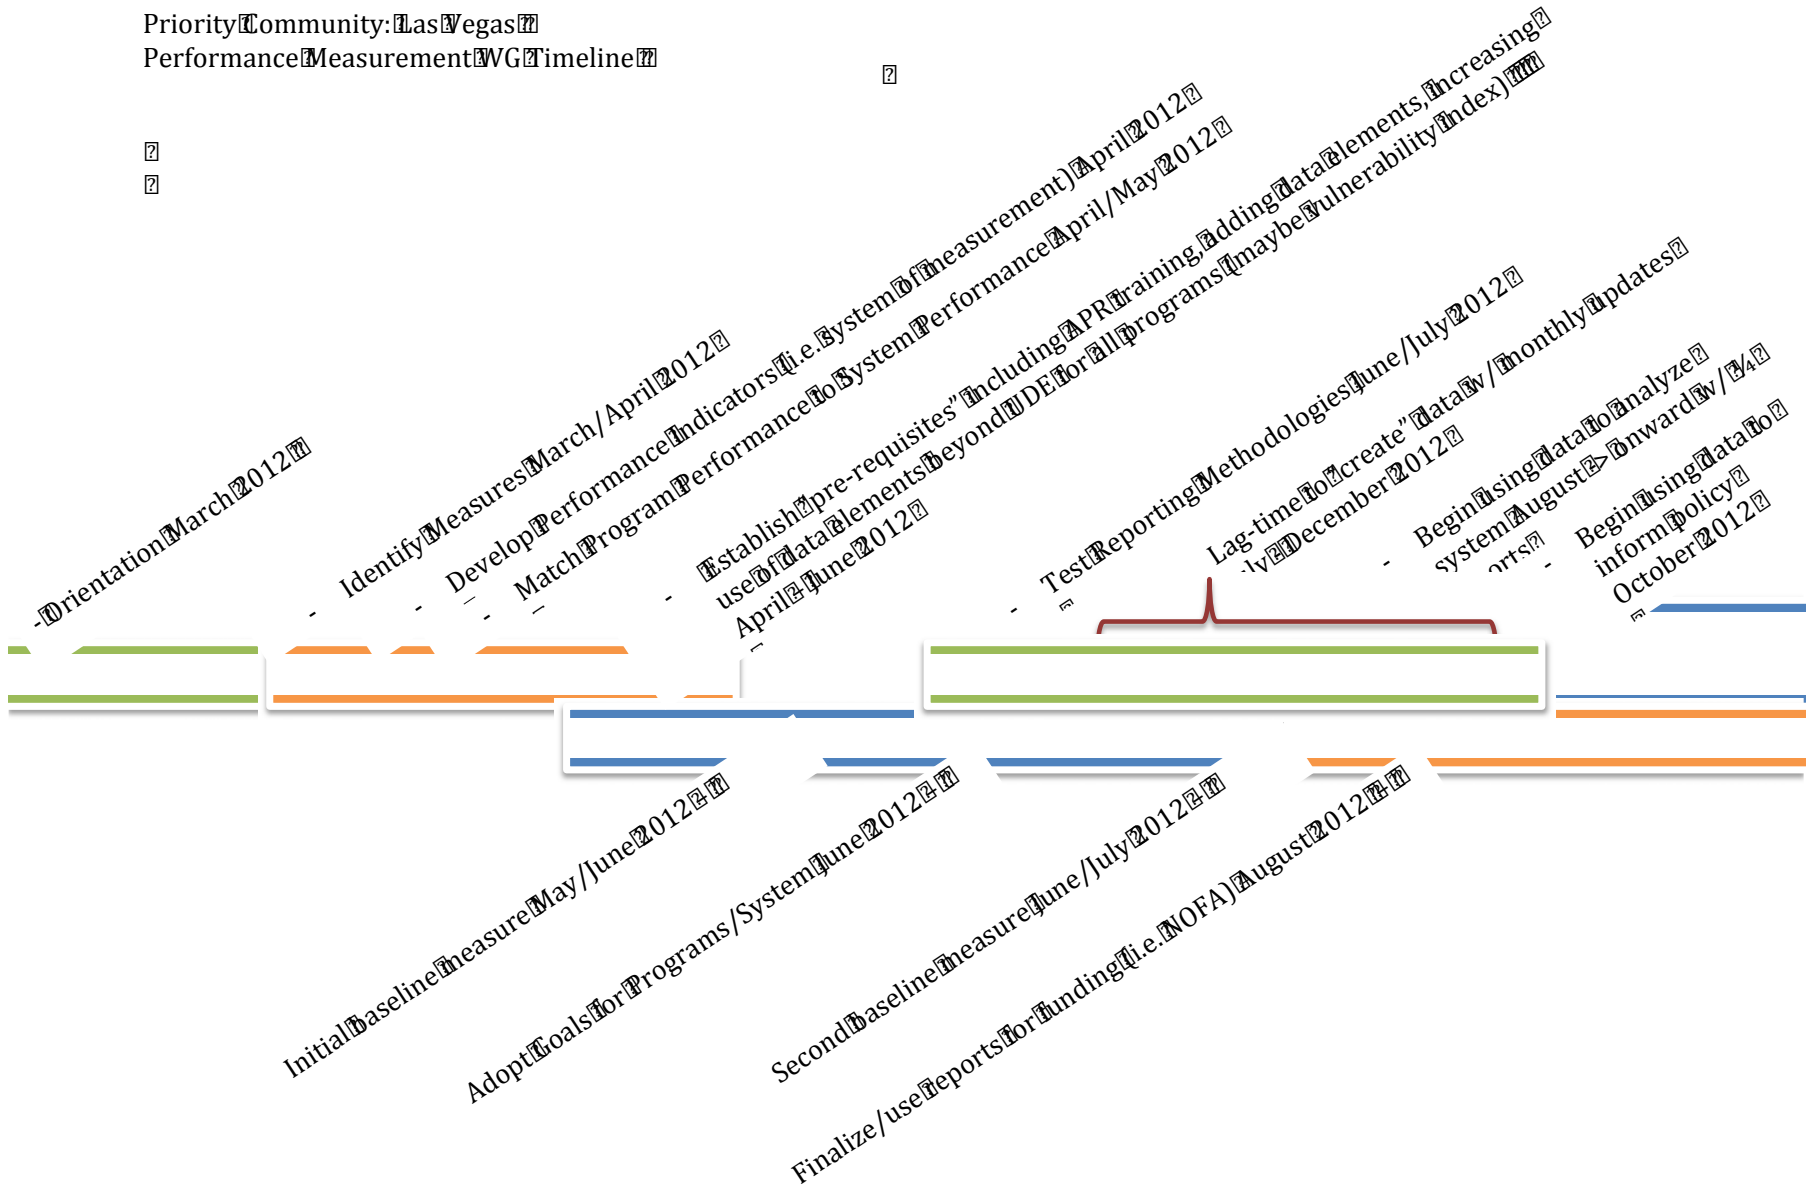 Priority Community: Las Vegas
Performance Measurement WG Timeline
- Orientation March 2012
- Identify Measures March/April 2012
- Develop Performance Indicators (i.e. system of measurement) April 2012
- Match Program Performance to System Performance April/May 2012
- Establish "pre-requisites" including APR training, adding data elements, increasing
use of data elements beyond UDE for all programs (maybe vulnerability index)
April - June 2012
- Test Reporting Methodologies June/July 2012
Lag-time to "create" data w/ monthly updates
December 2012
- Begin using data to analyze
system August -> onward w/ ¼
- Begin using data to
inform policy
October 2012
Initial baseline measure May/June 2012 -
Adopt Goals for Programs/System June 2012 -
Second baseline measure June/July 2012 -
Finalize/use reports for funding (i.e. NOFA) August 2012 -